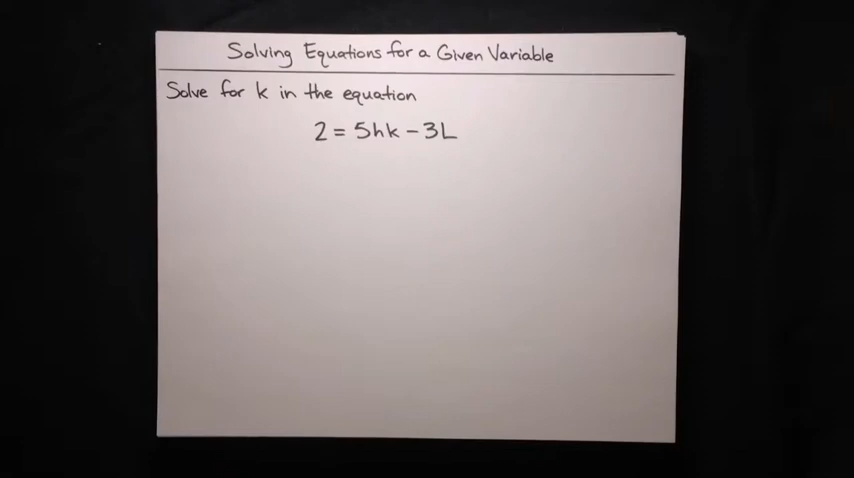 Solving Equations for a Given Variable
Solve for k in the equation
2 = 5hk - 3L